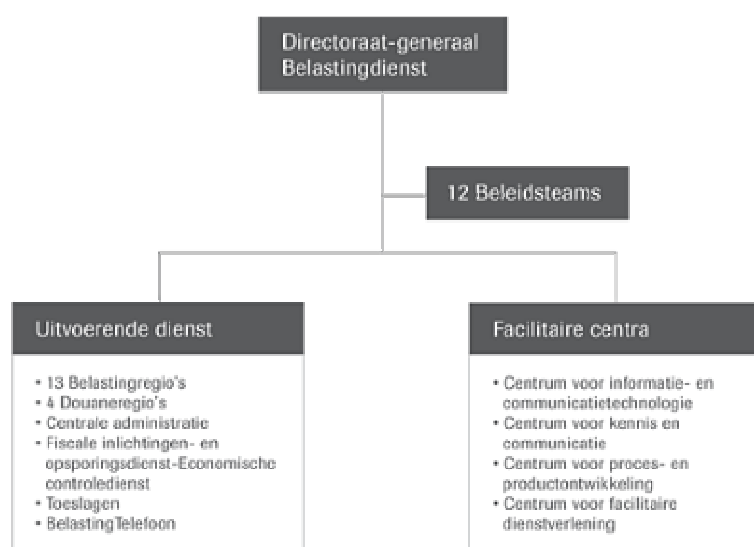 Directoraat-generaal
Belastingdienst
12 Beleidsteams
Uitvoerende dienst
• 13 Belastingregio's
• 4 Douaneregio's
• Centrale administratie
• Fiscale inlichtingen- en
opsporingsdienst-Economische
controledienst
• Toeslagen
• BelastingTelefoon
Facilitaire centra
• Centrum voor informatie- en
communicatietechnologie
• Centrum voor kennis en
communicatie
• Centrum voor proces- en
productontwikkeling
• Centrum voor facilitaire
dienstverlening